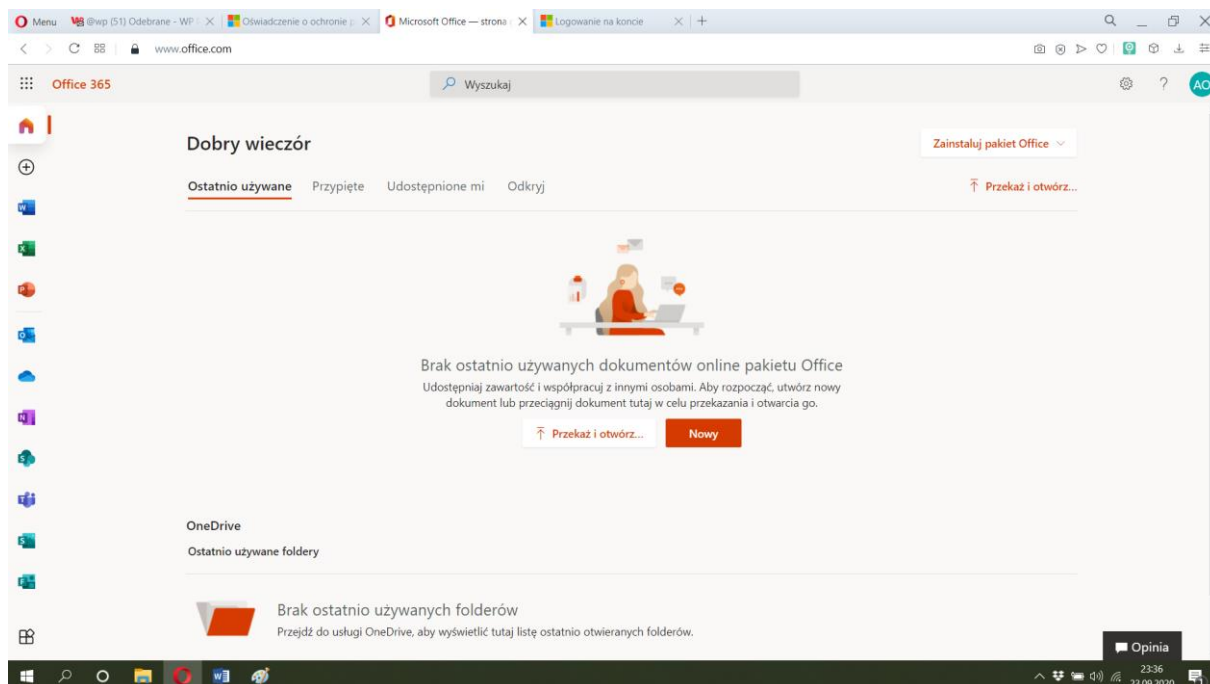 Menu @wp (51) Odebrane - WP Oświadczenie o ochronie p Microsoft Office — strona Logowanie na koncie
www.office.com
Office 365 Wyszukaj AO
Dobry wieczór Zainstaluj pakiet Office
Ostatnio używane Przypięte Udostępnione mi Odkryj Przekaż i otwórz...
Brak ostatnio używanych dokumentów online pakietu Office
Udostępniaj zawartość i współpracuj z innymi osobami. Aby rozpocząć, utwórz nowy
dokument lub przeciągnij dokument tutaj w celu przekazania i otwarcia go.
Przekaż i otwórz... Nowy
OneDrive
Ostatnio używane foldery
Brak ostatnio używanych folderów
Przejdź do usługi OneDrive, aby wyświetlić tutaj listę ostatnio otwieranych folderów.
Opinia
23:36